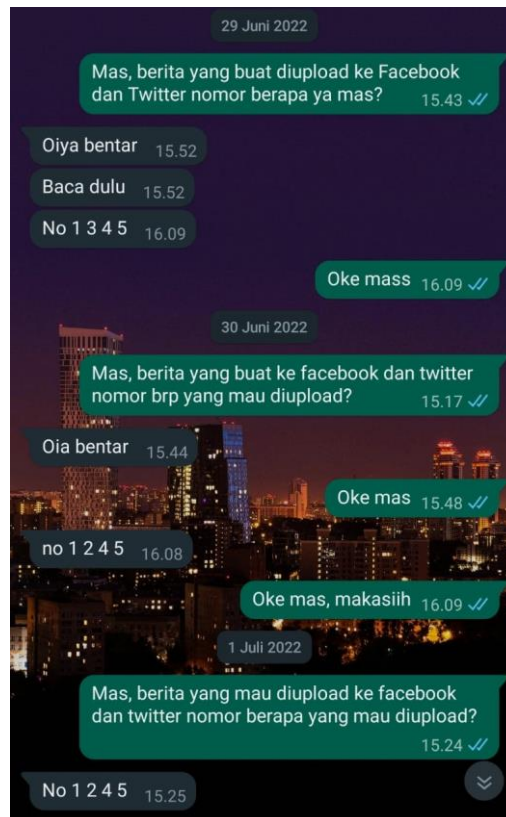 29 Juni 2022
Mas, berita yang buat diupload ke Facebook
dan Twitter nomor berapa ya mas? 15.43
Oiya bentar 15.52
Baca dulu 15.52
No 1 3 4 5 16.09
Oke mass 16.09
30 Juni 2022
Mas, berita yang buat ke facebook dan twitter
nomor brp yang mau diupload? 15.17
Oia bentar 15.44
Oke mas 15.48
no 1 2 4 5 16.08
Oke mas, makasiih 16.09
1 Juli 2022
Mas, berita yang mau diupload ke facebook
dan twitter nomor berapa yang mau diupload?
15.24
No 1 2 4 5 15.25